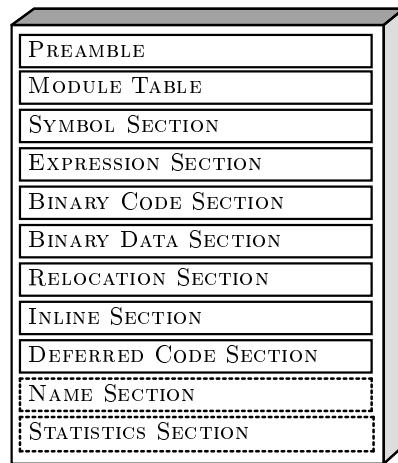 PREAMBLE
MODULE TABLE
SYMBOL SECTION
EXPRESSION SECTION
BINARY CODE SECTION
BINARY DATA SECTION
RELOCATION SECTION
INLINE SECTION
DEFERRED CODE SECTION
NAME SECTION
STATISTICS SECTION